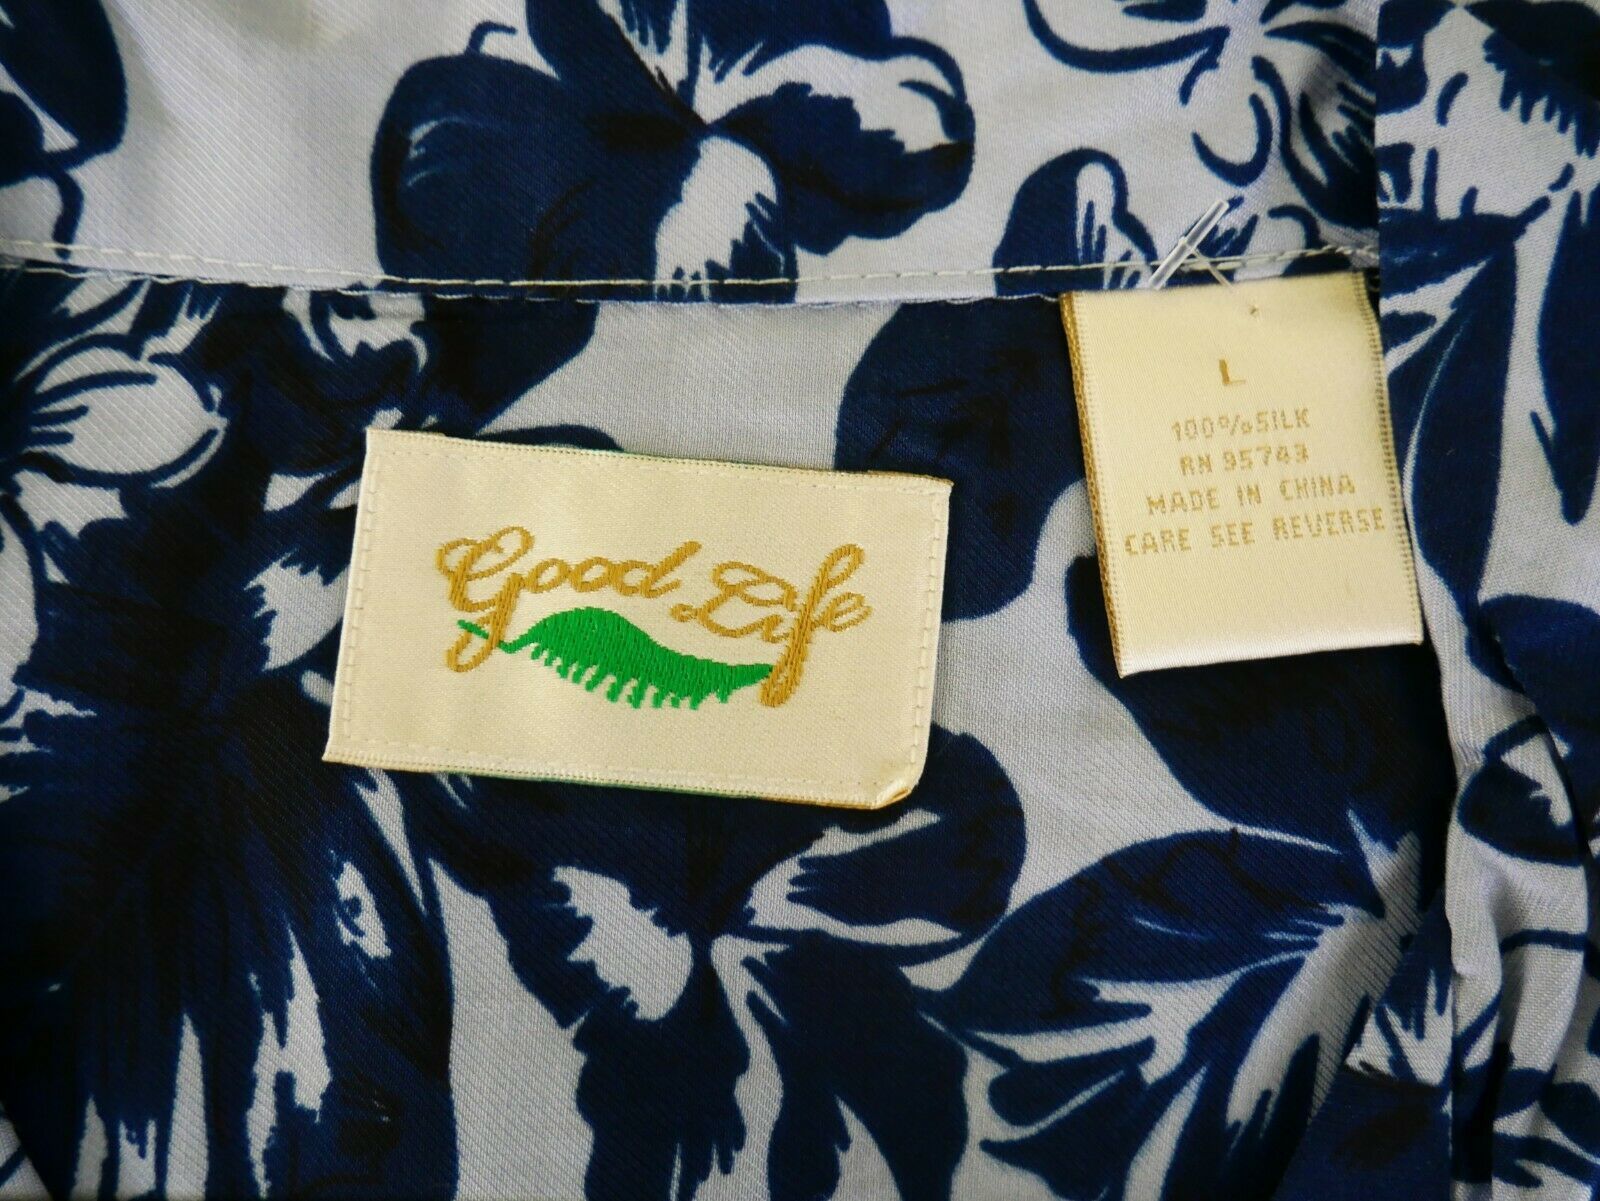 Good Life
L
100% SILK
RN 95743
MADE IN CHINA
CARE SEE REVERSE